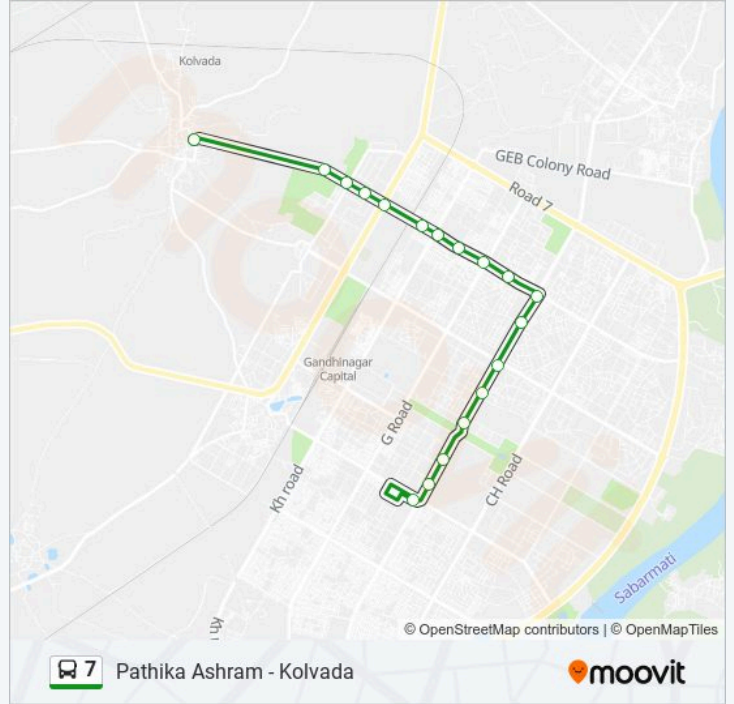 Kolvada
GEB Colony Road
Road 7
Gandhinagar
Capital
G Road
CH Road
Kh road
Sabarmati
© OpenStreetMap contributors | © OpenMapTiles
7
Pathika Ashram - Kolvada
moovit